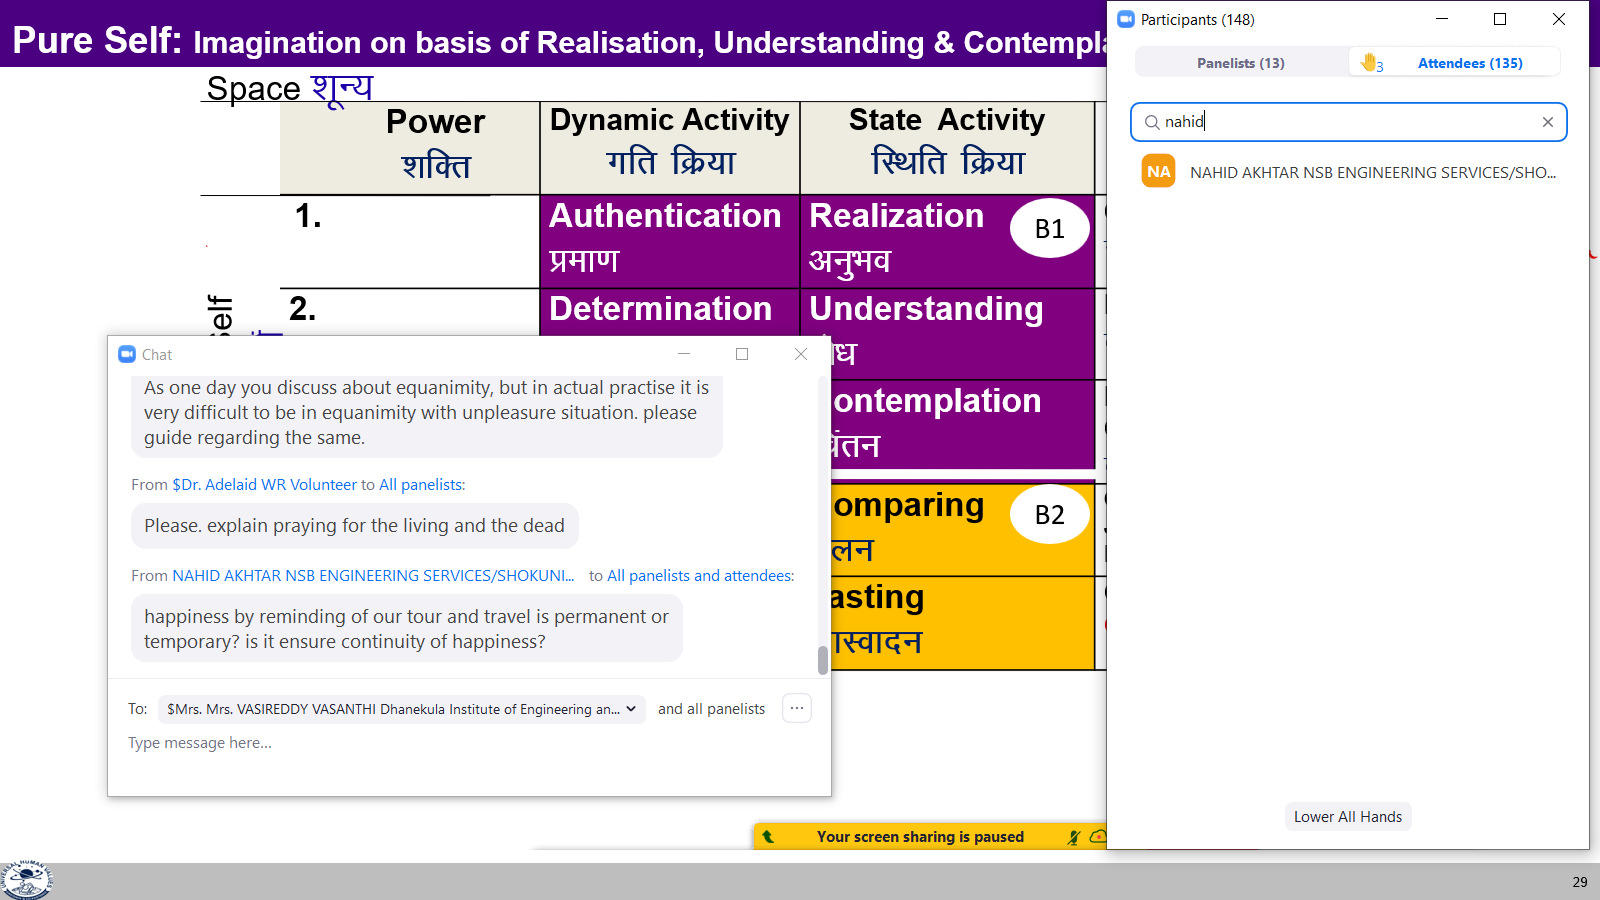 Pure Self: Imagination on basis of Realisation, Understanding & Contempla
Space शून्य
Power
शक्ति
Dynamic Activity
गति क्रिया
State Activity
स्थिति क्रिया
1.
Authentication
प्रमाण
Realization
अनुभव
B1
2.
Determination
Understanding
ontemplation
omparing
B2
asting
Chat
As one day you discuss about equanimity, but in actual practise it is
very difficult to be in equanimity with unpleasure situation. please
guide regarding the same.
From $Dr. Adelaid WR Volunteer to All panelists:
Please. explain praying for the living and the dead
From NAHID AKHTAR NSB ENGINEERING SERVICES/SHOKUNI... to All panelists and attendees:
happiness by reminding of our tour and travel is permanent or
temporary? is it ensure continuity of happiness?
To: $Mrs. Mrs. VASIREDDY VASANTHI Dhanekula Institute of Engineering an... and all panelists
Type message here...
Participants (148)
Panelists (13)
3 Attendees (135)
nahid
NA NAHID AKHTAR NSB ENGINEERING SERVICES/SHO...
Lower All Hands
Your screen sharing is paused
29